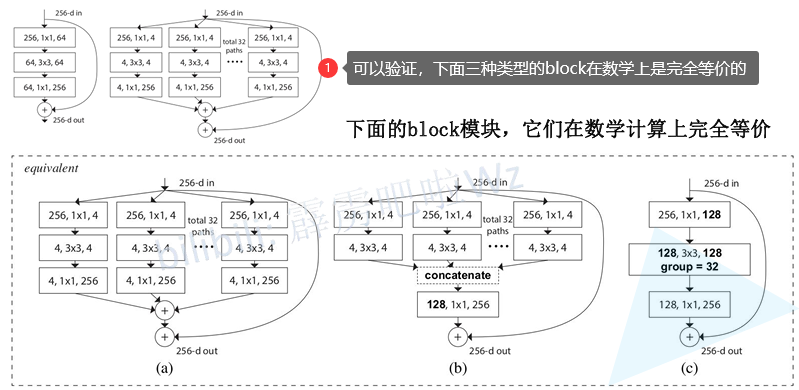 256-d in
256, 1x1, 64
64, 3x3, 64
64, 1x1, 256
+
256-d out
256-d in
256, 1x1, 4
256, 1x1, 4
256, 1x1, 4
total 32
paths
....
4, 3x3, 4
4, 3x3, 4
4, 3x3, 4
4, 1x1, 256
4, 1x1, 256
4, 1x1, 256
+
+
256-d out
1 可以验证，下面三种类型的block在数学上是完全等价的
下面的block模块，它们在数学计算上完全等价
equivalent
256-d in
256, 1x1, 4
256, 1x1, 4
256, 1x1, 4
total 32
paths
....
4, 3x3, 4
4, 3x3, 4
4, 3x3, 4
4, 1x1, 256
4, 1x1, 256
4, 1x1, 256
+
+
256-d out
(a)
256-d in
256, 1x1, 4
256, 1x1, 4
256, 1x1, 4
total 32
paths
....
4, 3x3, 4
4, 3x3, 4
4, 3x3, 4
concatenate
128, 1x1, 256
+
256-d out
(b)
256-d in
256, 1x1, 128
128, 3x3, 128
group = 32
128, 1x1, 256
+
256-d out
(c)
bilibili: 霹雳吧啦Wz